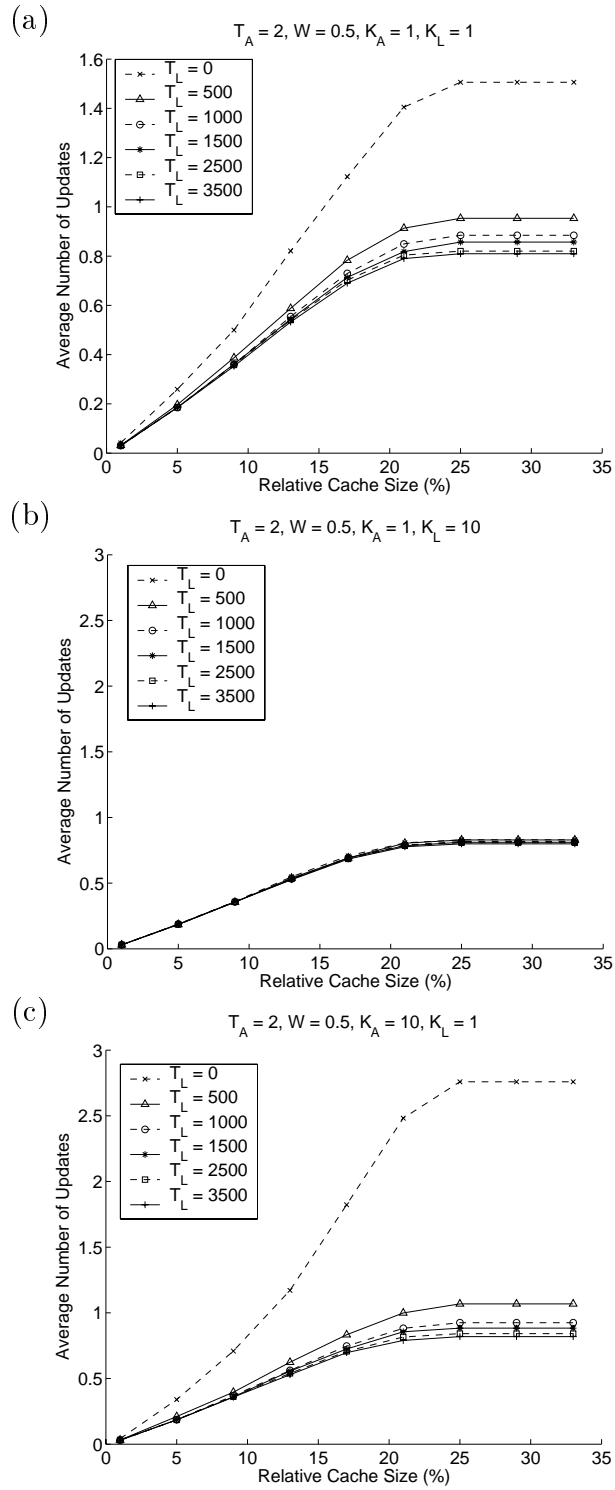 (a)
T_A = 2, W = 0.5, K_A = 1, K_L = 1
1.6
1.4
1.2
1
0.8
0.6
0.4
0.2
0
T_L = 0
T_L = 500
T_L = 1000
T_L = 1500
T_L = 2500
T_L = 3500
Average Number of Updates
0 5 10 15 20 25 30 35
Relative Cache Size (%)
(b)
T_A = 2, W = 0.5, K_A = 1, K_L = 10
3
2.5
2
1.5
1
0.5
0
T_L = 0
T_L = 500
T_L = 1000
T_L = 1500
T_L = 2500
T_L = 3500
Average Number of Updates
0 5 10 15 20 25 30 35
Relative Cache Size (%)
(c)
T_A = 2, W = 0.5, K_A = 10, K_L = 1
3
2.5
2
1.5
1
0.5
0
T_L = 0
T_L = 500
T_L = 1000
T_L = 1500
T_L = 2500
T_L = 3500
Average Number of Updates
0 5 10 15 20 25 30 35
Relative Cache Size (%)